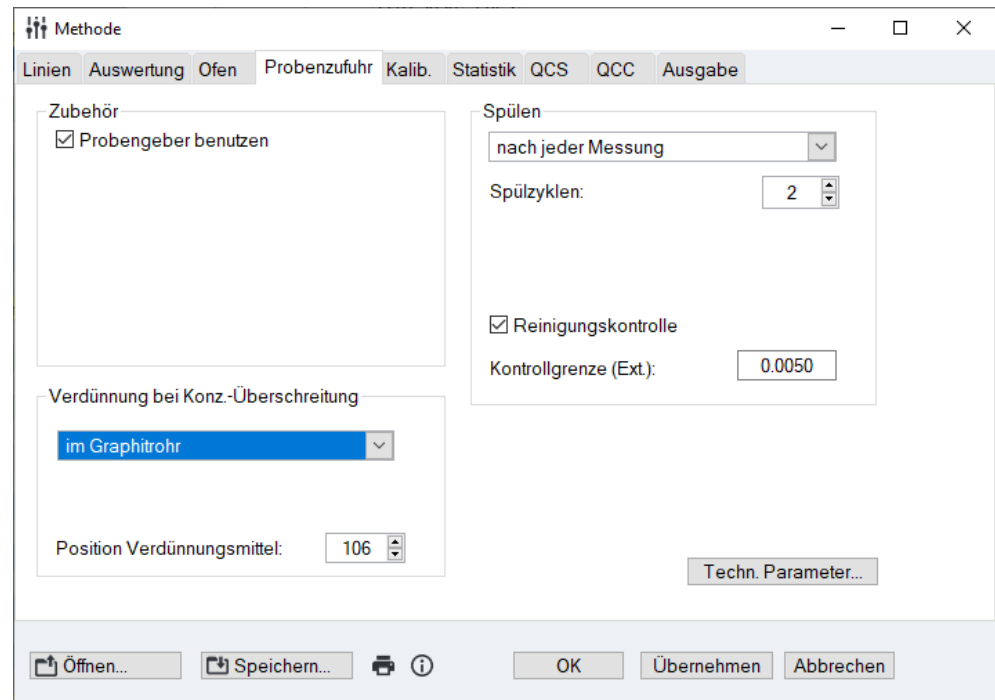 Methode
Linien Auswertung Ofen Probenzufuhr Kalib. Statistik QCS QCC Ausgabe
Zubehör
Probengeber benutzen
Spülen
nach jeder Messung
Spülzyklen: 2
Reinigungskontrolle
Kontrollgrenze (Ext.): 0.0050
Verdünnung bei Konz.-Überschreitung
im Graphitrohr
Position Verdünnungsmittel: 106
Techn. Parameter...
Öffnen... Speichern... OK Übernehmen Abbrechen